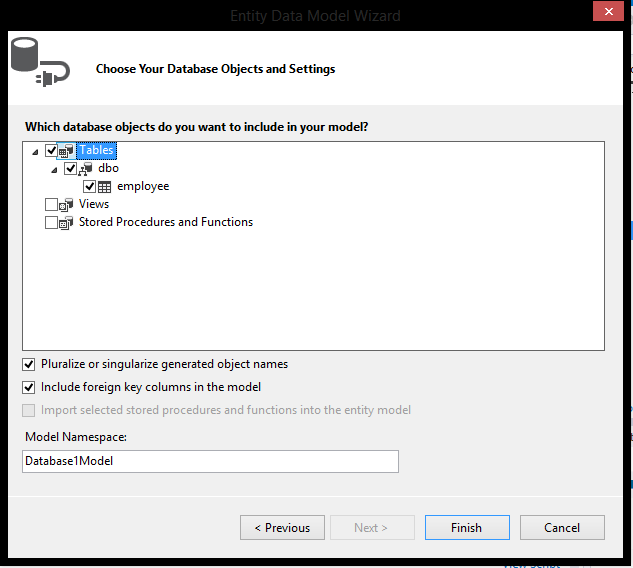 Entity Data Model Wizard
Choose Your Database Objects and Settings
Which database objects do you want to include in your model?
Tables
dbo
employee
Views
Stored Procedures and Functions
Pluralize or singularize generated object names
Include foreign key columns in the model
Import selected stored procedures and functions into the entity model
Model Namespace:
Database1Model
< Previous
Next >
Finish
Cancel